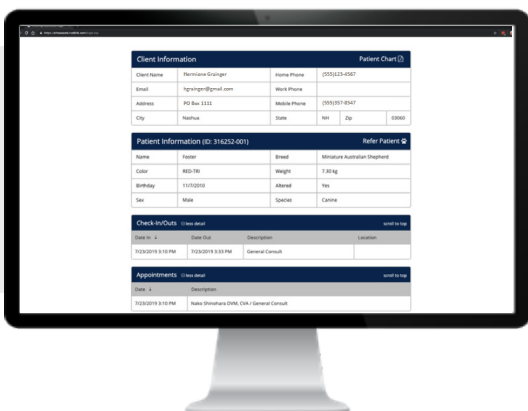 Client Information Patient Chart
Client Name Hermione Grainger Home Phone (555)123-4567
Email hgrainger@gmail.com Work Phone
Address PO Box 1111 Mobile Phone (555)357-8547
City Nashua State NH Zip 03060
Patient Information (ID: 316252-001) Refer Patient
Name Foster Breed Miniature Australian Shepherd
Color RED-TRI Weight 7.30 kg
Birthday 11/7/2010 Altered Yes
Sex Male Species Canine
Check-In/Outs less detail scroll to top
Date In ↓ Date Out Description Location
7/23/2019 3:10 PM 7/23/2019 3:53 PM General Consult
Appointments less detail scroll to top
Date ↓ Description
7/23/2019 3:10 PM Nako Shinohara DVM, CVA / General Consult